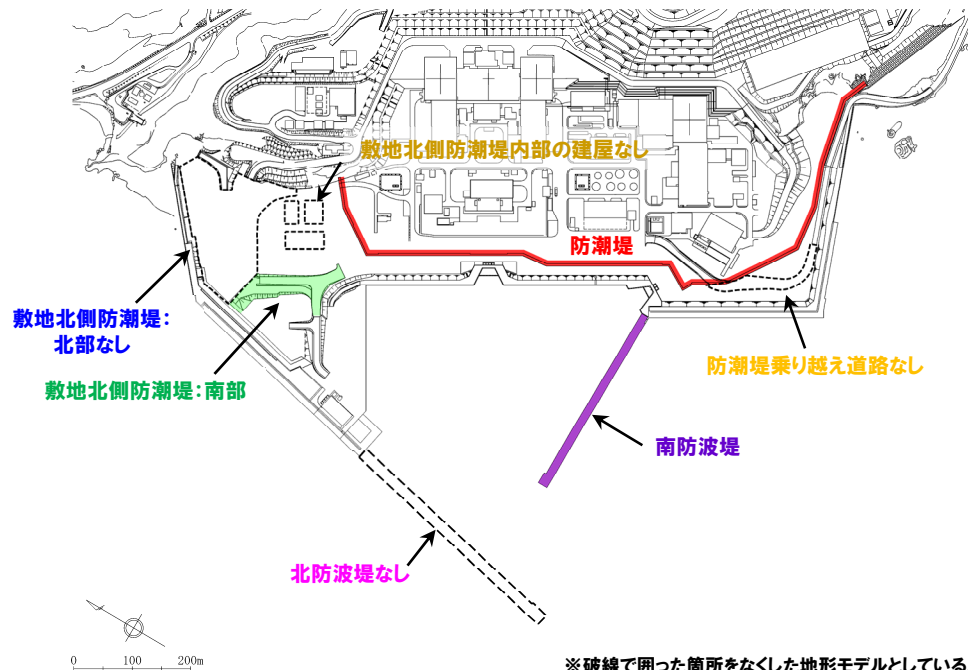 敷地北側防潮堤内部の建屋なし
防潮堤
敷地北側防潮堤：
北部なし
防潮堤乗り越え道路なし
敷地北側防潮堤：南部
南防波堤
北防波堤なし
0 100 200m
※破線で囲った箇所をなくした地形モデルとしている